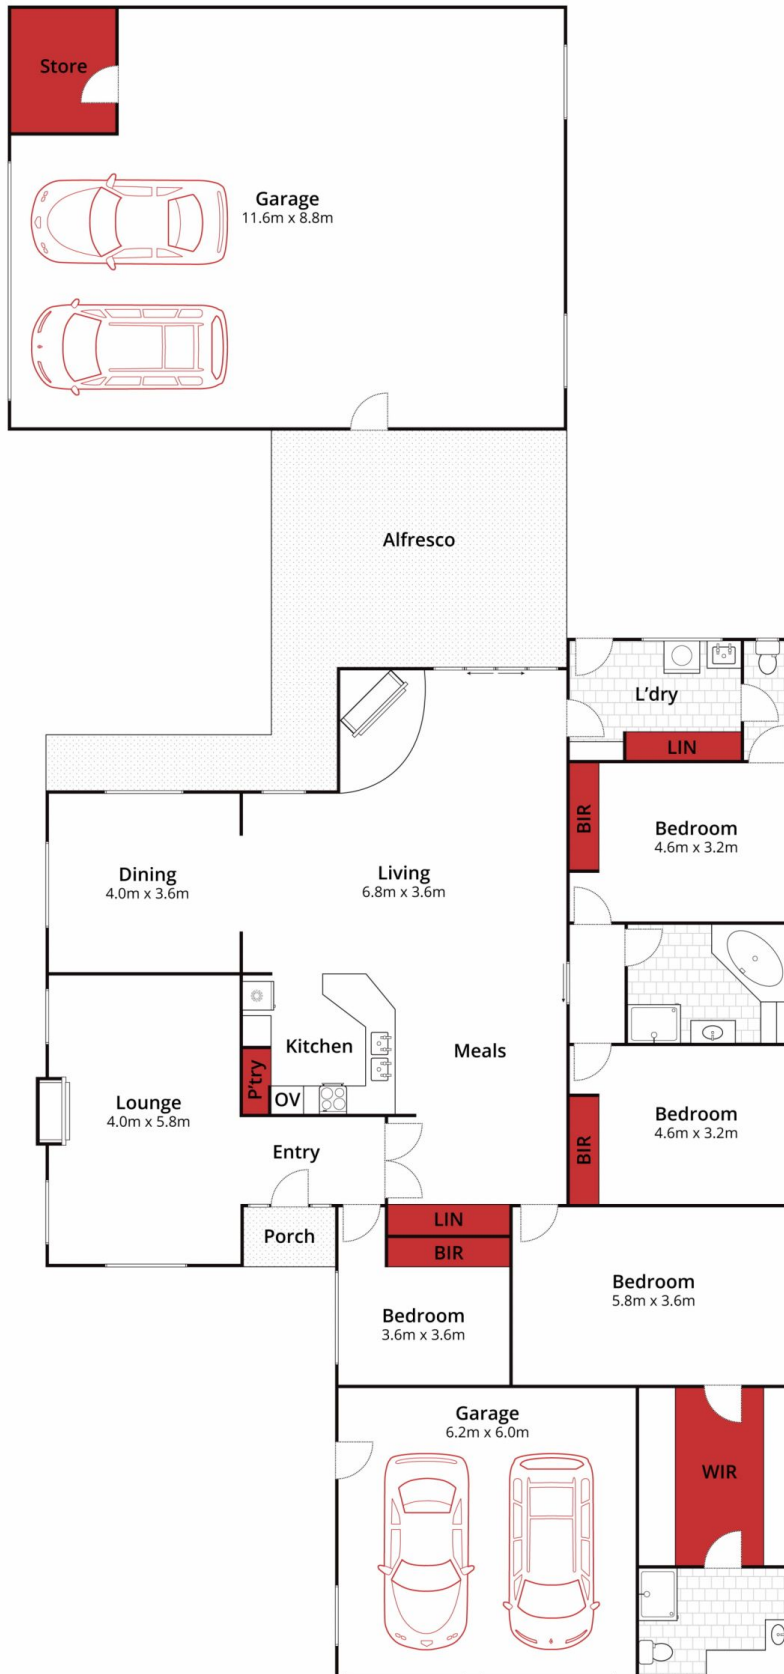 Store
Garage
11.6m x 8.8m
Alfresco
L'dry
LIN
BIR
Bedroom
4.6m x 3.2m
Dining
4.0m x 3.6m
Living
6.8m x 3.6m
Kitchen
Meals
P'try
OV
Lounge
4.0m x 5.8m
Bedroom
4.6m x 3.2m
BIR
Entry
Porch
LIN
BIR
Bedroom
3.6m x 3.6m
Bedroom
5.8m x 3.6m
Garage
6.2m x 6.0m
WIR